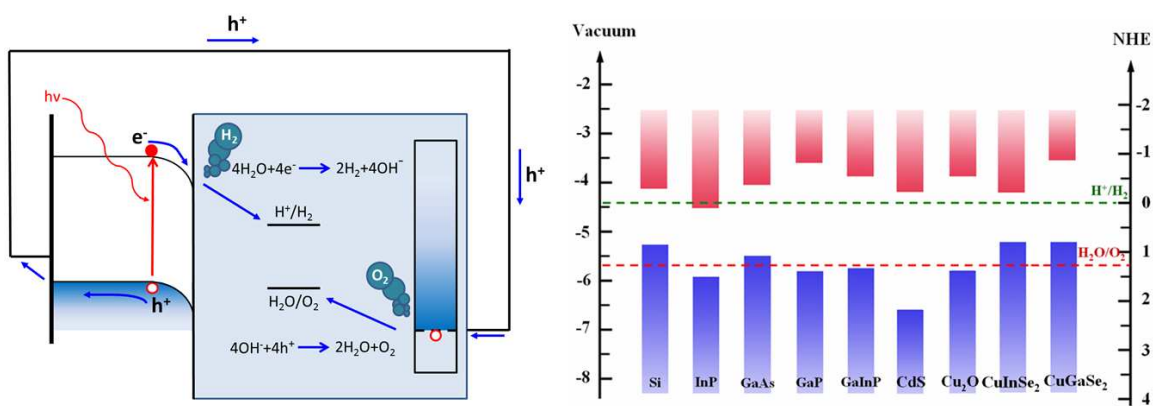 h⁺
hν
e⁻
H₂
4H₂O+4e⁻ → 2H₂+4OH⁻
h⁺
H⁺/H₂
O₂
h⁺
H₂O/O₂
4OH⁻+4h⁺ → 2H₂O+O₂
Vacuum
NHE
-2
-3
-4
-5
-6
-7
-8
-2
-1
0
1
2
3
4
H⁺/H₂
H₂O/O₂
Si InP GaAs GaP GaInP CdS Cu₂O CuInSe₂ CuGaSe₂